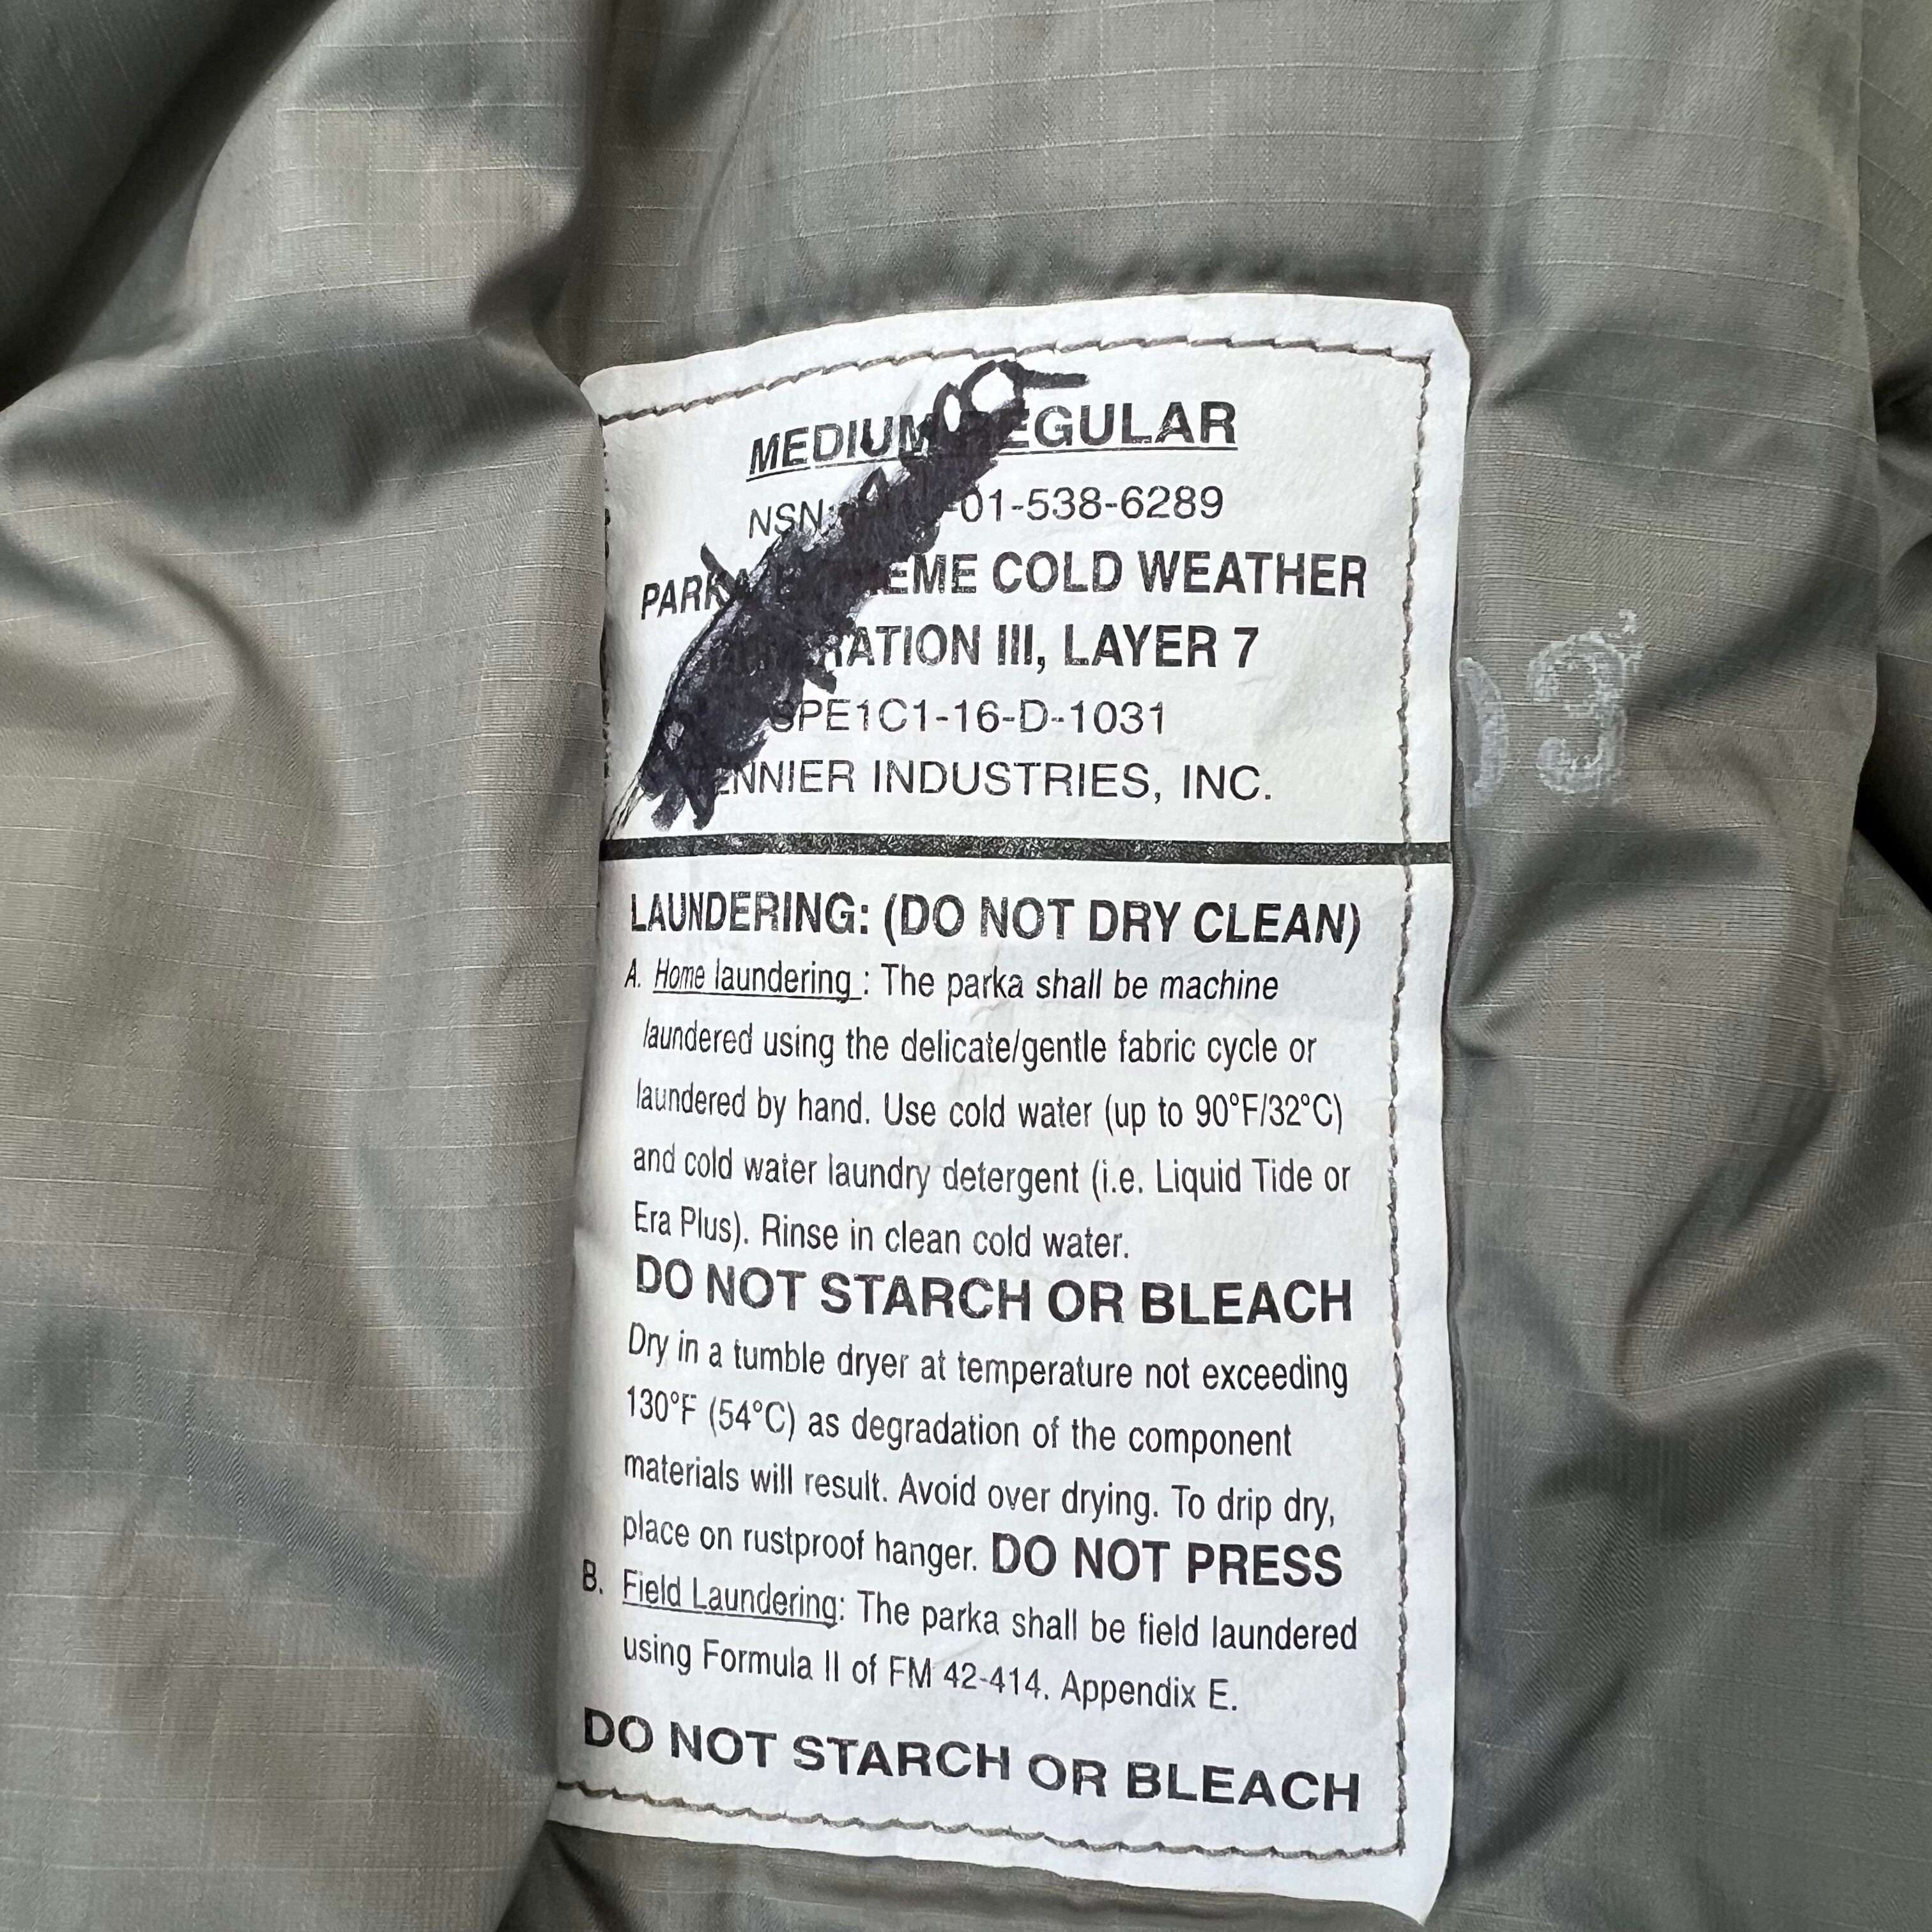 MEDIUM REGULAR
NSN: -01-538-6289
PARKA, EXTREME COLD WEATHER
GENERATION III, LAYER 7
SPE1C1-16-D-1031
ENNIER INDUSTRIES, INC.
LAUNDERING: (DO NOT DRY CLEAN)
A. Home laundering : The parka shall be machine
laundered using the delicate/gentle fabric cycle or
laundered by hand. Use cold water (up to 90°F/32°C)
and cold water laundry detergent (i.e. Liquid Tide or
Era Plus). Rinse in clean cold water.
DO NOT STARCH OR BLEACH
Dry in a tumble dryer at temperature not exceeding
130°F (54°C) as degradation of the component
materials will result. Avoid over drying. To drip dry,
place on rustproof hanger. DO NOT PRESS
B. Field Laundering: The parka shall be field laundered
using Formula II of FM 42-414. Appendix E.
DO NOT STARCH OR BLEACH